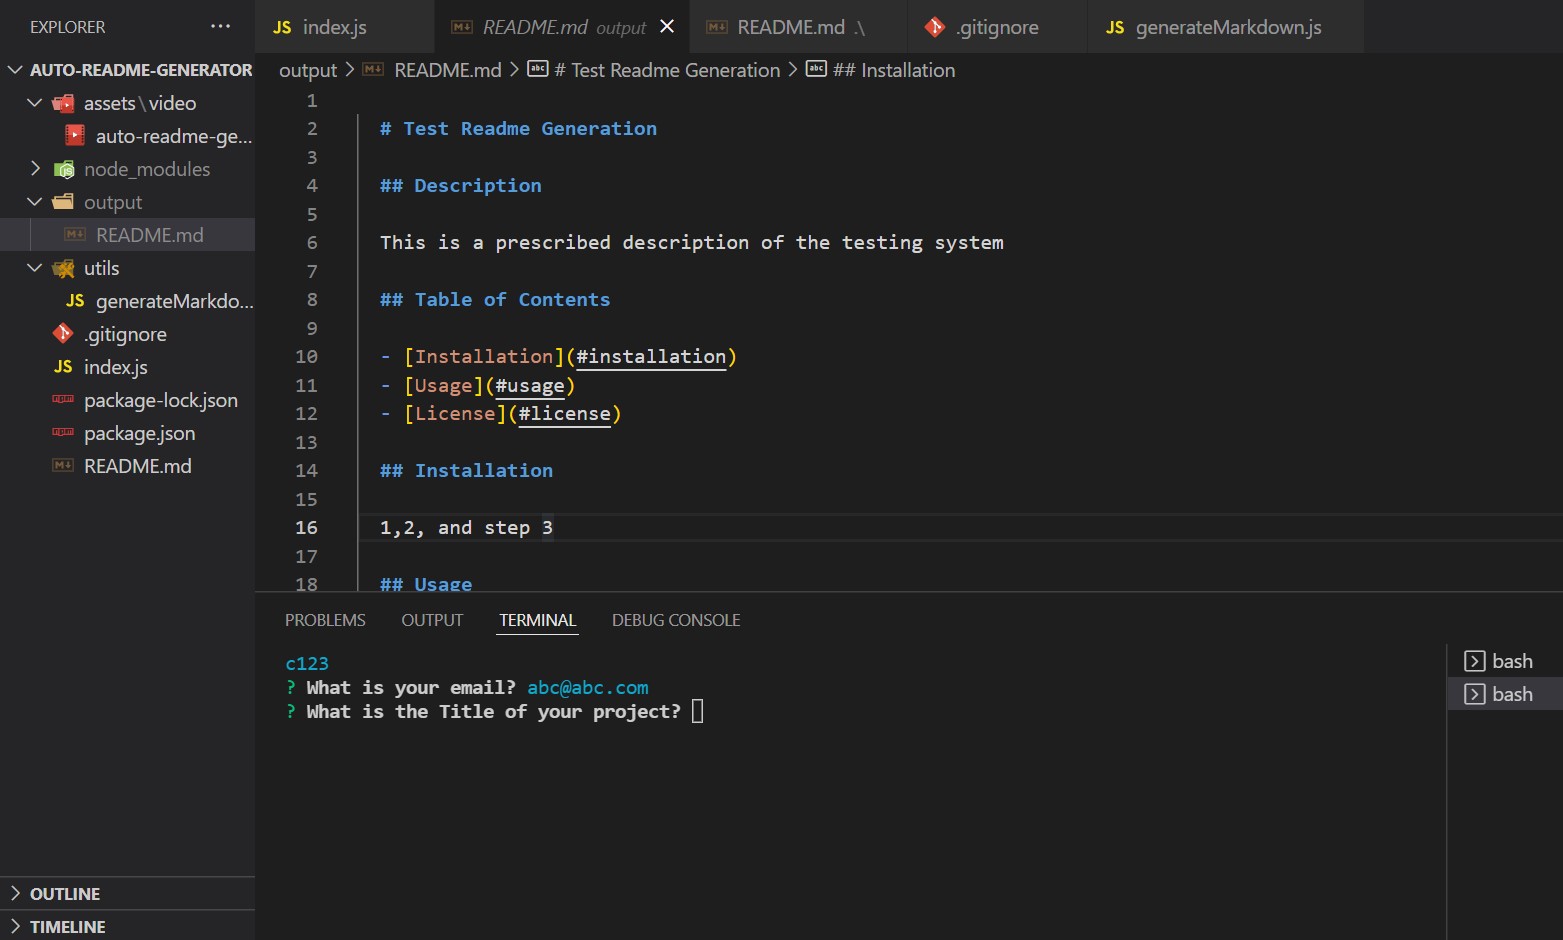 EXPLORER ...
AUTO-README-GENERATOR
assets\video
auto-readme-ge...
node_modules
output
README.md
utils
JS generateMarkdo...
.gitignore
JS index.js
package-lock.json
package.json
README.md
OUTLINE
TIMELINE
JS index.js README.md output README.md .\ .gitignore JS generateMarkdown.js
output > README.md > abc # Test Readme Generation > abc ## Installation
1
2 # Test Readme Generation
3
4 ## Description
5
6 This is a prescribed description of the testing system
7
8 ## Table of Contents
9
10 - [Installation](#installation)
11 - [Usage](#usage)
12 - [License](#license)
13
14 ## Installation
15
16 1,2, and step 3
17
18 ## Usage
PROBLEMS OUTPUT TERMINAL DEBUG CONSOLE
c123
? What is your email? abc@abc.com
? What is the Title of your project?
bash
bash